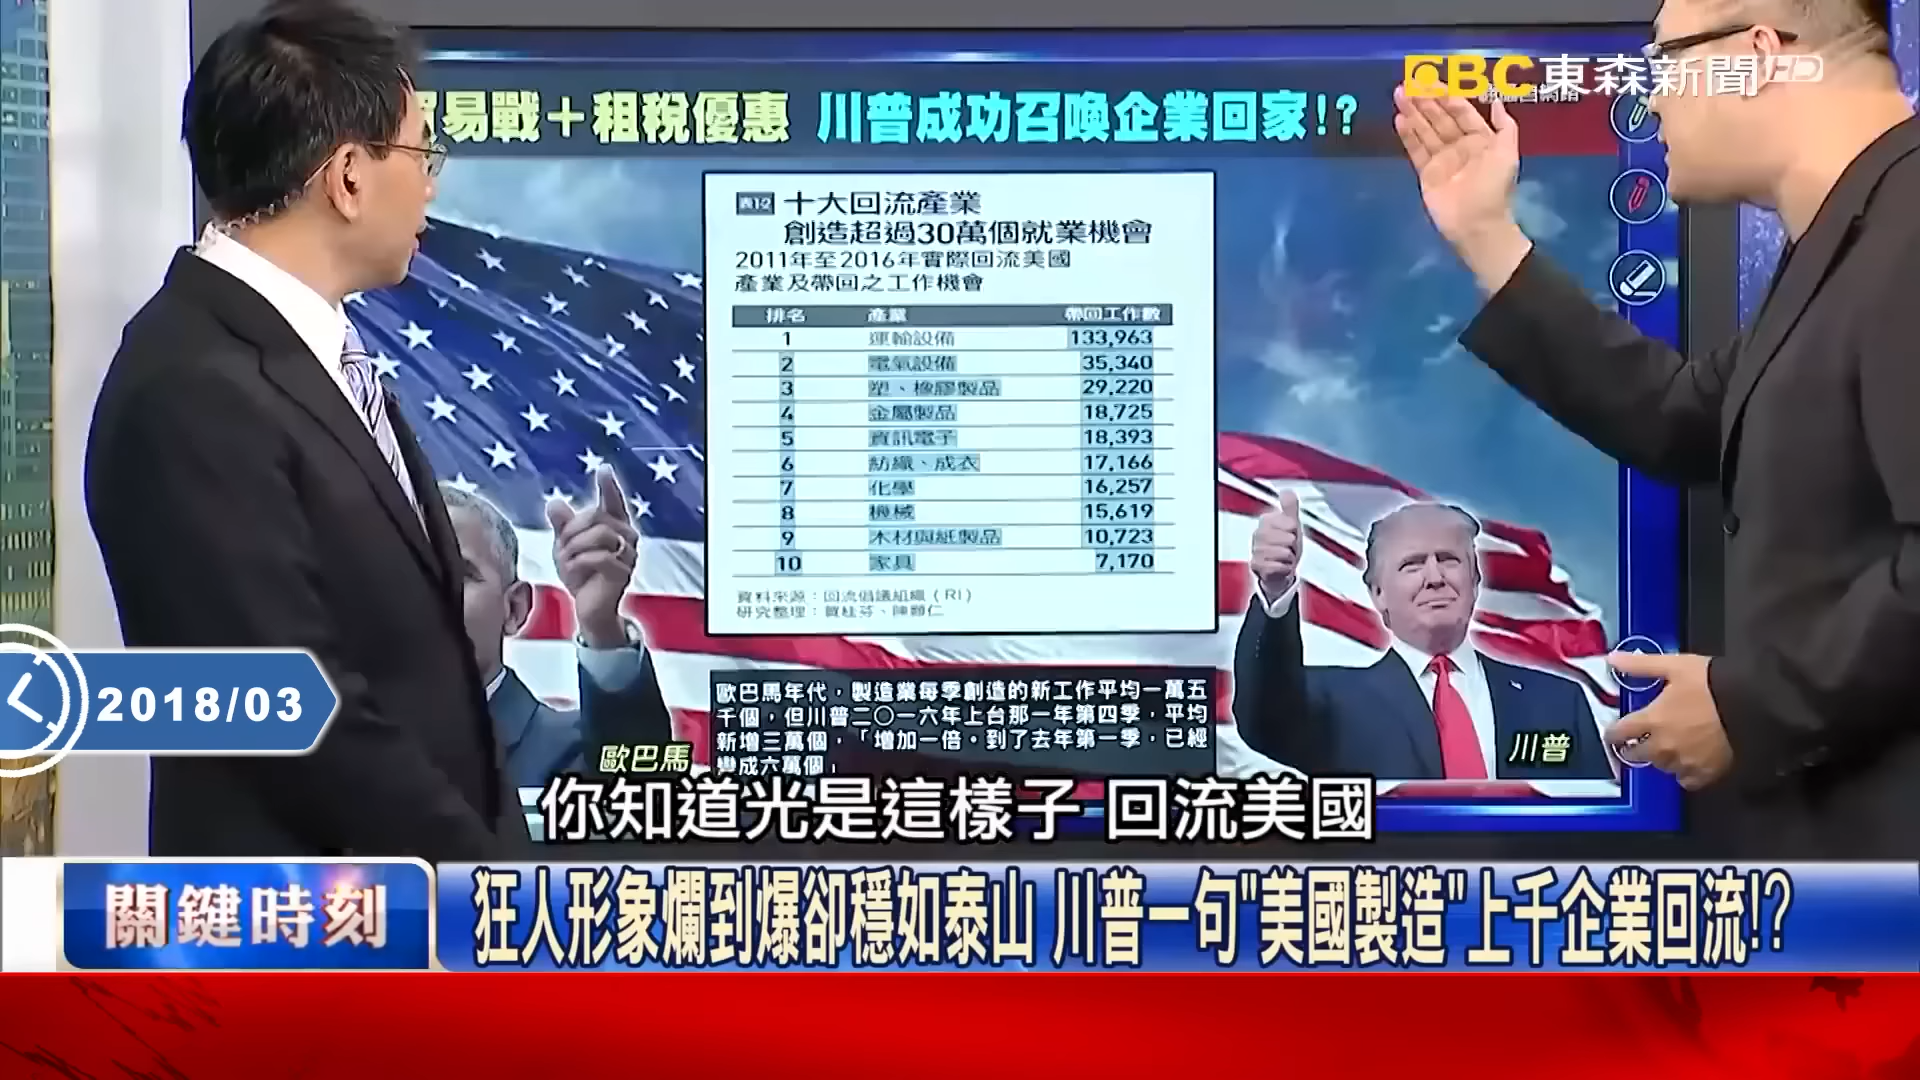 EBC 東森新聞 HD
貿易戰＋租稅優惠 川普成功召喚企業回家!?
表12 十大回流產業
創造超過30萬個就業機會
2011年至2016年實際回流美國
產業及帶回之工作機會
排名 產業 帶回工作數
1 運輸設備 133,963
2 電氣設備 35,340
3 塑、橡膠製品 29,220
4 金屬製品 18,725
5 資訊電子 18,393
6 紡織、成衣 17,166
7 化學 16,257
8 機械 15,619
9 木材與紙製品 10,723
10 家具 7,170
資料來源：回流倡議組織（RI）
研究整理：
歐巴馬年代，製造業每季創造的新工作平均一萬五
千個，但川普二〇一六年上台那一年第四季，平均
新增三萬個，「增加一倍。到了去年第一季，已經
變成六萬個」
2018/03
歐巴馬
川普
你知道光是這樣子 回流美國
關鍵時刻
狂人形象爛到爆卻穩如泰山 川普一句"美國製造"上千企業回流!?